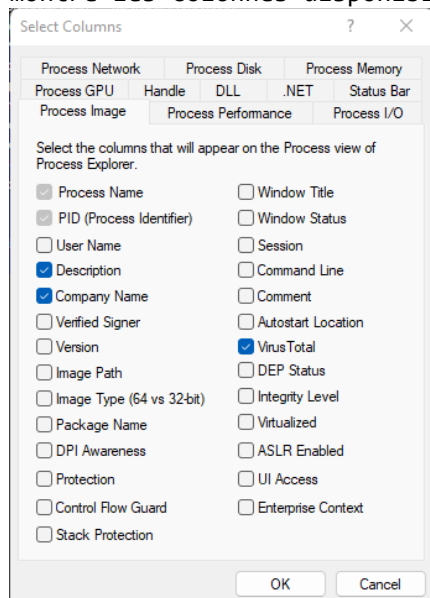 Select Columns ? ×
Process Network Process Disk Process Memory
Process GPU Handle DLL .NET Status Bar
Process Image Process Performance Process I/O
Select the columns that will appear on the Process view of
Process Explorer.
Process Name
PID (Process Identifier)
User Name
Description
Company Name
Verified Signer
Version
Image Path
Image Type (64 vs 32-bit)
Package Name
DPI Awareness
Protection
Control Flow Guard
Stack Protection
Window Title
Window Status
Session
Command Line
Comment
Autostart Location
VirusTotal
DEP Status
Integrity Level
Virtualized
ASLR Enabled
UI Access
Enterprise Context
OK Cancel